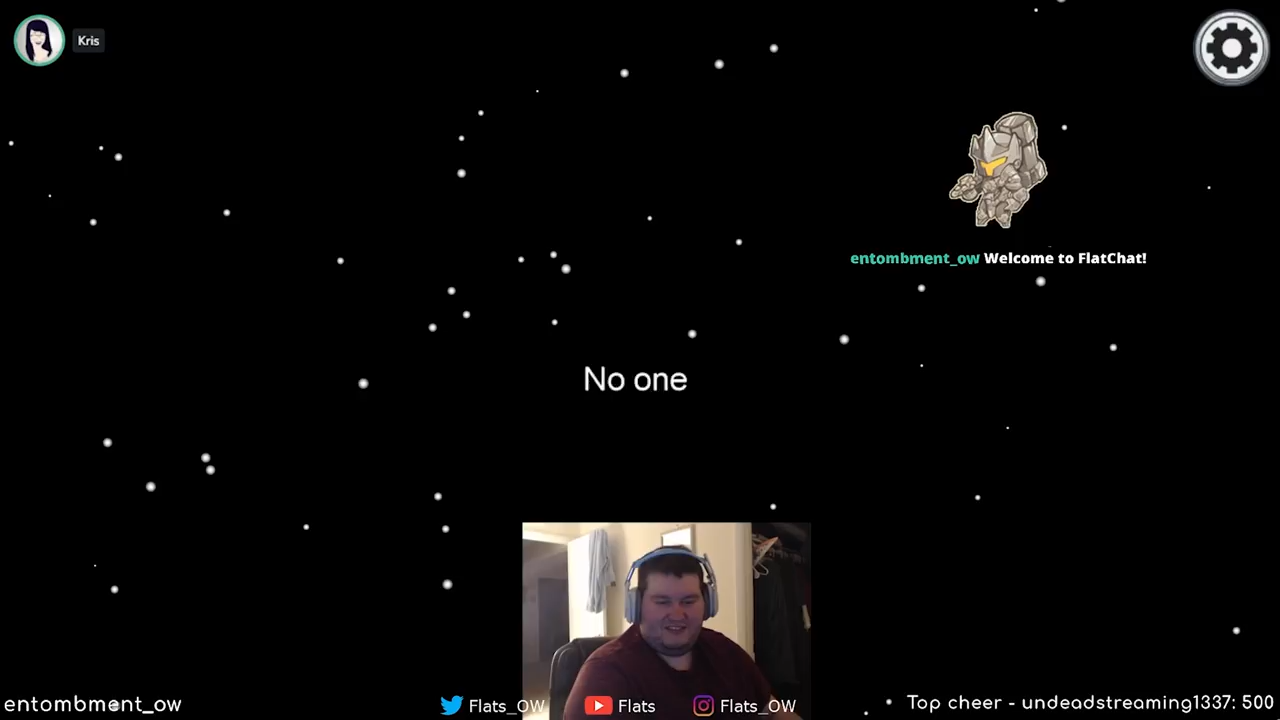 Kris
entombment_ow Welcome to FlatChat!
No one
entombment_ow
Flats_OW
Flats
Flats_OW
Top cheer - undeadstreaming1337: 500